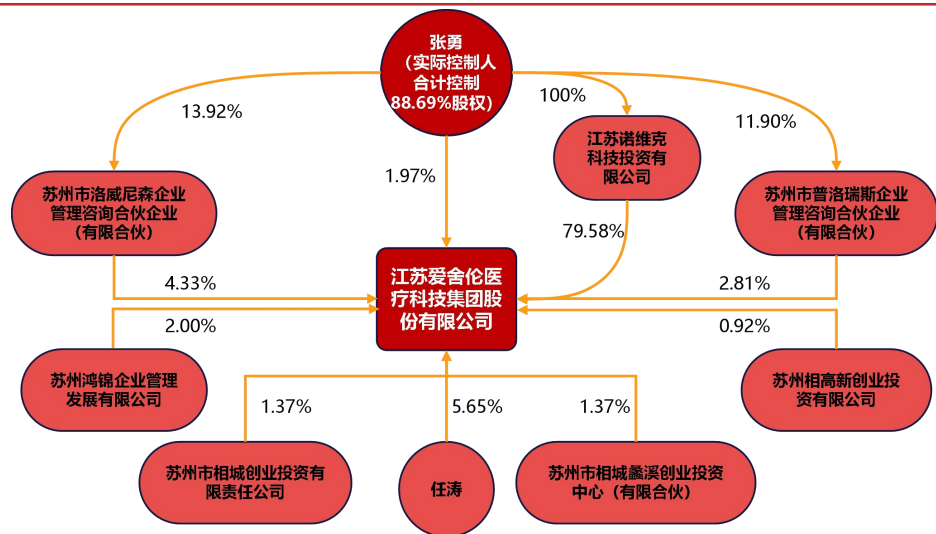 张勇
（实际控制人
合计控制
88.69%股权）
13.92%
100%
11.90%
江苏诺维克
科技投资有
限公司
1.97%
苏州市洛威尼森企业
管理咨询合伙企业
（有限合伙）
苏州市普洛瑞斯企业
管理咨询合伙企业
（有限合伙）
79.58%
江苏爱舍伦医
疗科技集团股
份有限公司
4.33%
2.81%
2.00%
0.92%
苏州鸿锦企业管理
发展有限公司
苏州相高新创业投
资有限公司
1.37%
5.65%
1.37%
苏州市相城创业投资有
限责任公司
任涛
苏州市相城蠡溪创业投资
中心（有限合伙）